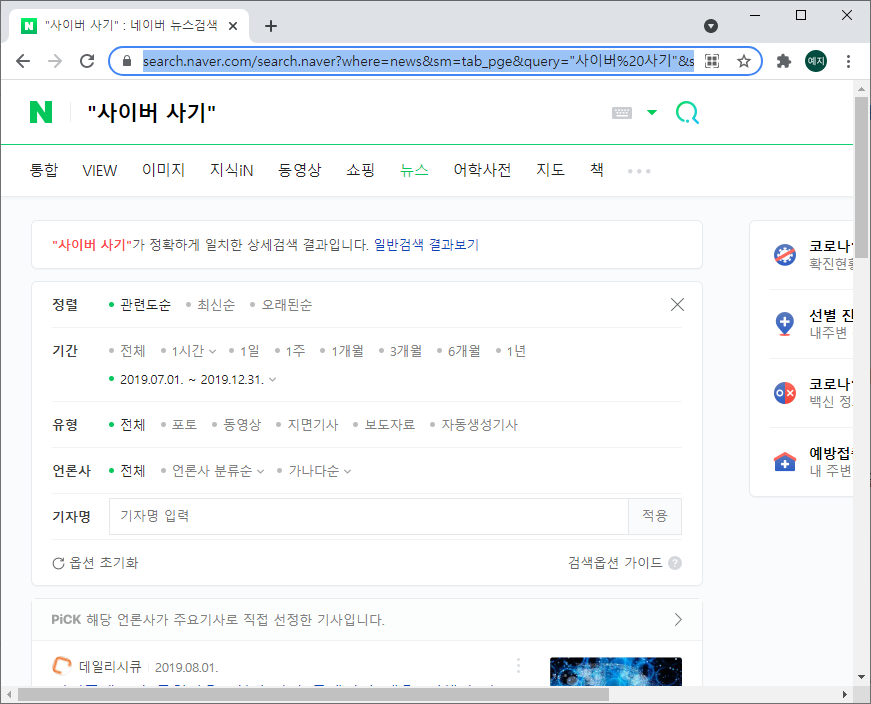 "사이버 사기" : 네이버 뉴스검색
search.naver.com/search.naver?where=news&sm=tab_pge&query="사이버%20사기"&s
예지
N "사이버 사기"
통합 VIEW 이미지 지식iN 동영상 쇼핑 뉴스 어학사전 지도 책
"사이버 사기"가 정확하게 일치한 상세검색 결과입니다. 일반검색 결과보기
정렬 관련도순 최신순 오래된순
기간 전체 1시간 1일 1주 1개월 3개월 6개월 1년
2019.07.01. ~ 2019.12.31.
유형 전체 포토 동영상 지면기사 보도자료 자동생성기사
언론사 전체 언론사 분류순 가나다순
기자명 기자명 입력 적용
옵션 초기화 검색옵션 가이드 ?
PiCK 해당 언론사가 주요기사로 직접 선정한 기사입니다.
데일리시큐 2019.08.01.
코로나
확진현황
선별 진
내주변
코로나
백신 정
예방접
내 주변